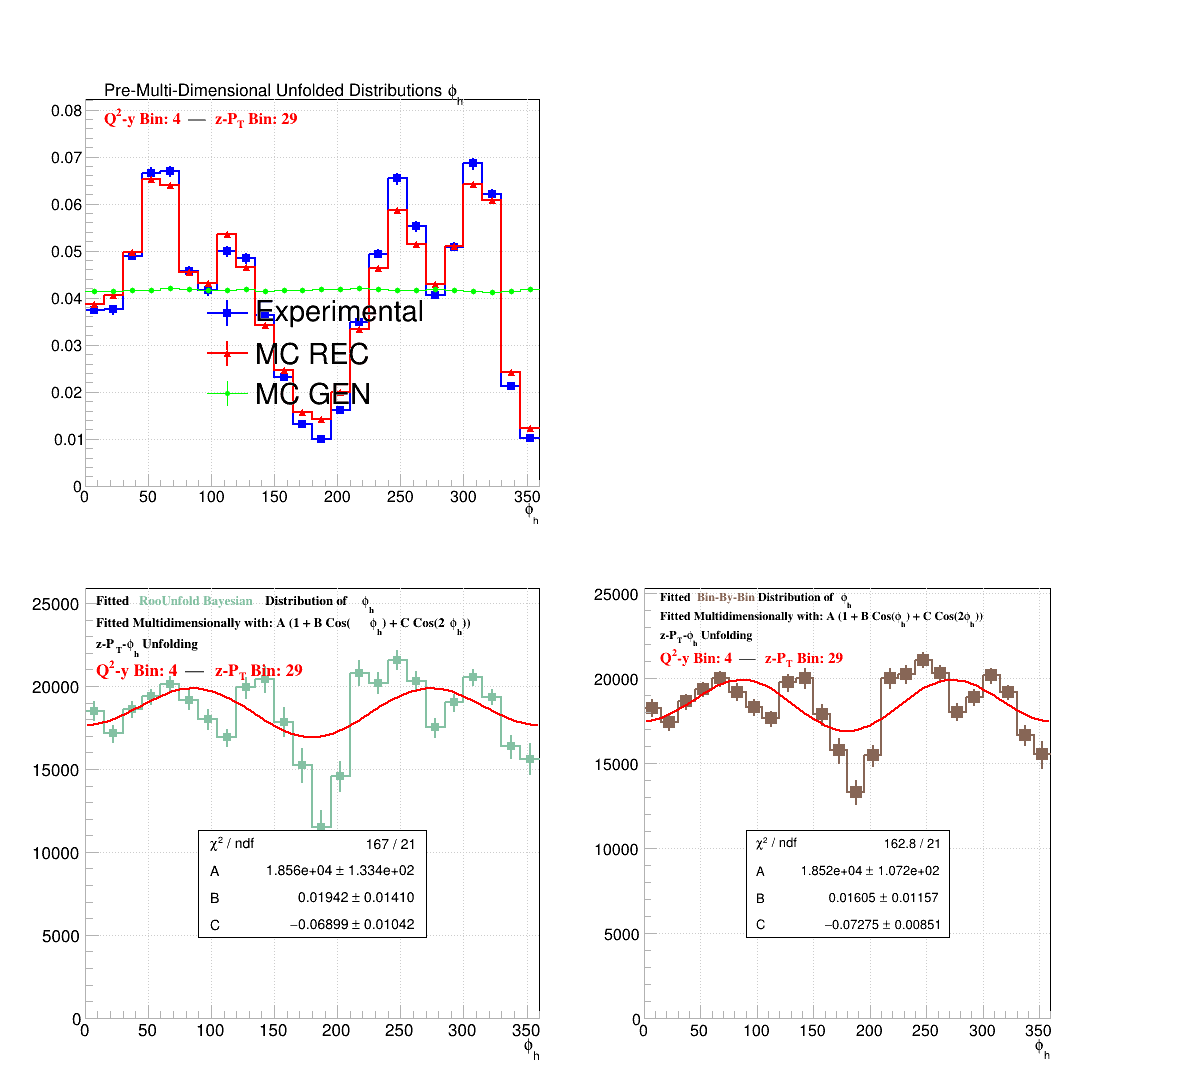 Pre-Multi-Dimensional Unfolded Distributions ϕh
Q²-y Bin: 4 — z-PT Bin: 29
0.08
0.07
0.06
0.05
0.04
0.03
0.02
0.01
0
Experimental
MC REC
MC GEN
0 50 100 150 200 250 300 350
ϕh
Fitted RooUnfold Bayesian Distribution of ϕh
Fitted Multidimensionally with: A (1 + B Cos( ϕh) + C Cos(2 ϕh))
z-PT-ϕh Unfolding
Q²-y Bin: 4 — z-PT Bin: 29
25000
20000
15000
10000
5000
0
χ² / ndf 167 / 21
A 1.856e+04 ± 1.334e+02
B 0.01942 ± 0.01410
C −0.06899 ± 0.01042
0 50 100 150 200 250 300 350
ϕh
Fitted Bin-By-Bin Distribution of ϕh
Fitted Multidimensionally with: A (1 + B Cos(ϕh) + C Cos(2ϕh))
z-PT-ϕh Unfolding
Q²-y Bin: 4 — z-PT Bin: 29
25000
20000
15000
10000
5000
0
χ² / ndf 162.8 / 21
A 1.852e+04 ± 1.072e+02
B 0.01605 ± 0.01157
C −0.07275 ± 0.00851
0 50 100 150 200 250 300 350
ϕh